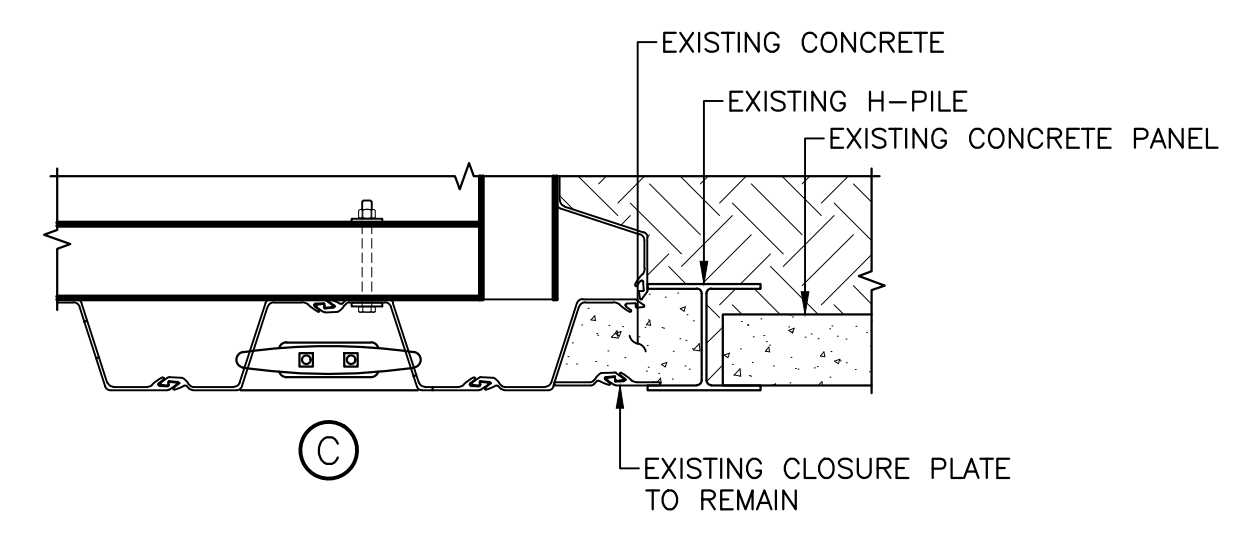 EXISTING CONCRETE
EXISTING H-PILE
EXISTING CONCRETE PANEL
C
EXISTING CLOSURE PLATE
TO REMAIN